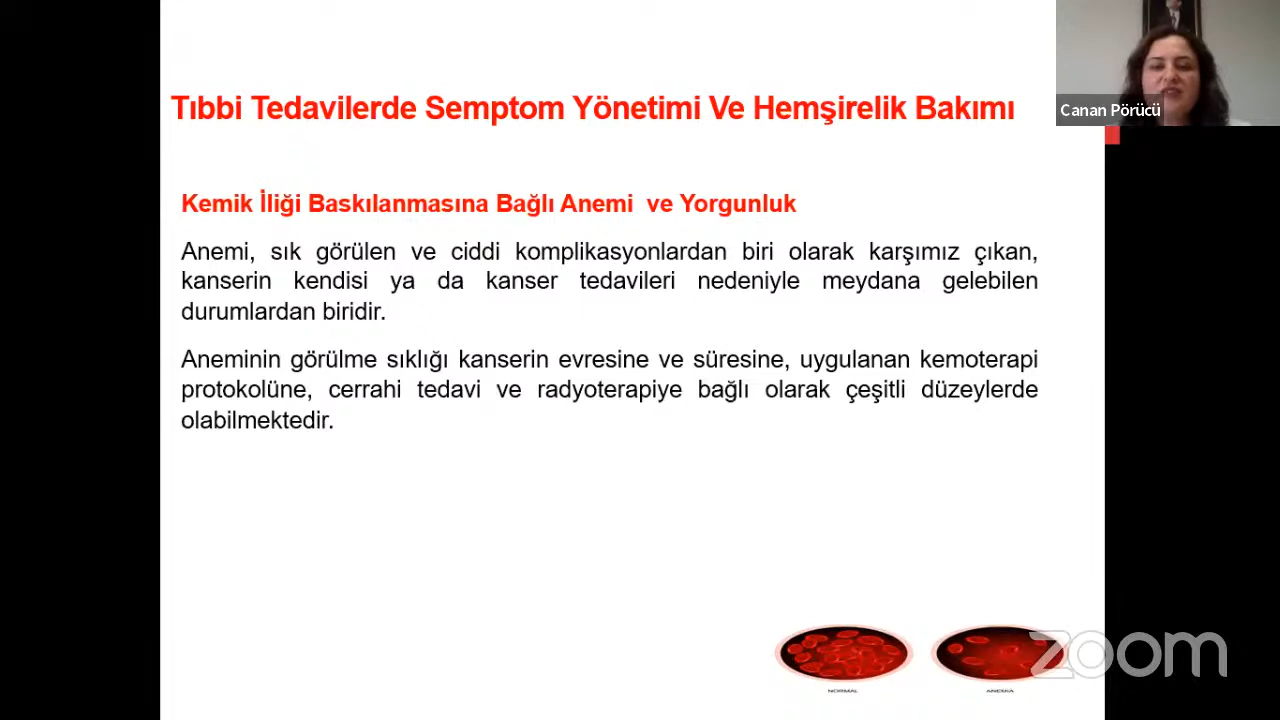 Tıbbi Tedavilerde Semptom Yönetimi Ve Hemşirelik Bakımı
Canan Pörücü
Kemik İliği Baskılanmasına Bağlı Anemi ve Yorgunluk
Anemi, sık görülen ve ciddi komplikasyonlardan biri olarak karşımız çıkan,
kanserin kendisi ya da kanser tedavileri nedeniyle meydana gelebilen
durumlardan biridir.
Aneminin görülme sıklığı kanserin evresine ve süresine, uygulanan kemoterapi
protokolüne, cerrahi tedavi ve radyoterapiye bağlı olarak çeşitli düzeylerde
olabilmektedir.
NORMAL
ANEMIA
zoom